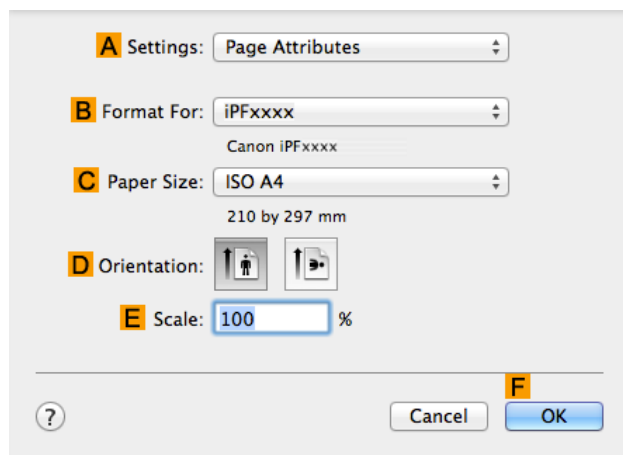 A Settings: Page Attributes
B Format For: iPFxxxx
Canon iPFxxxx
C Paper Size: ISO A4
210 by 297 mm
D Orientation:
E Scale: 100 %
F
? Cancel OK